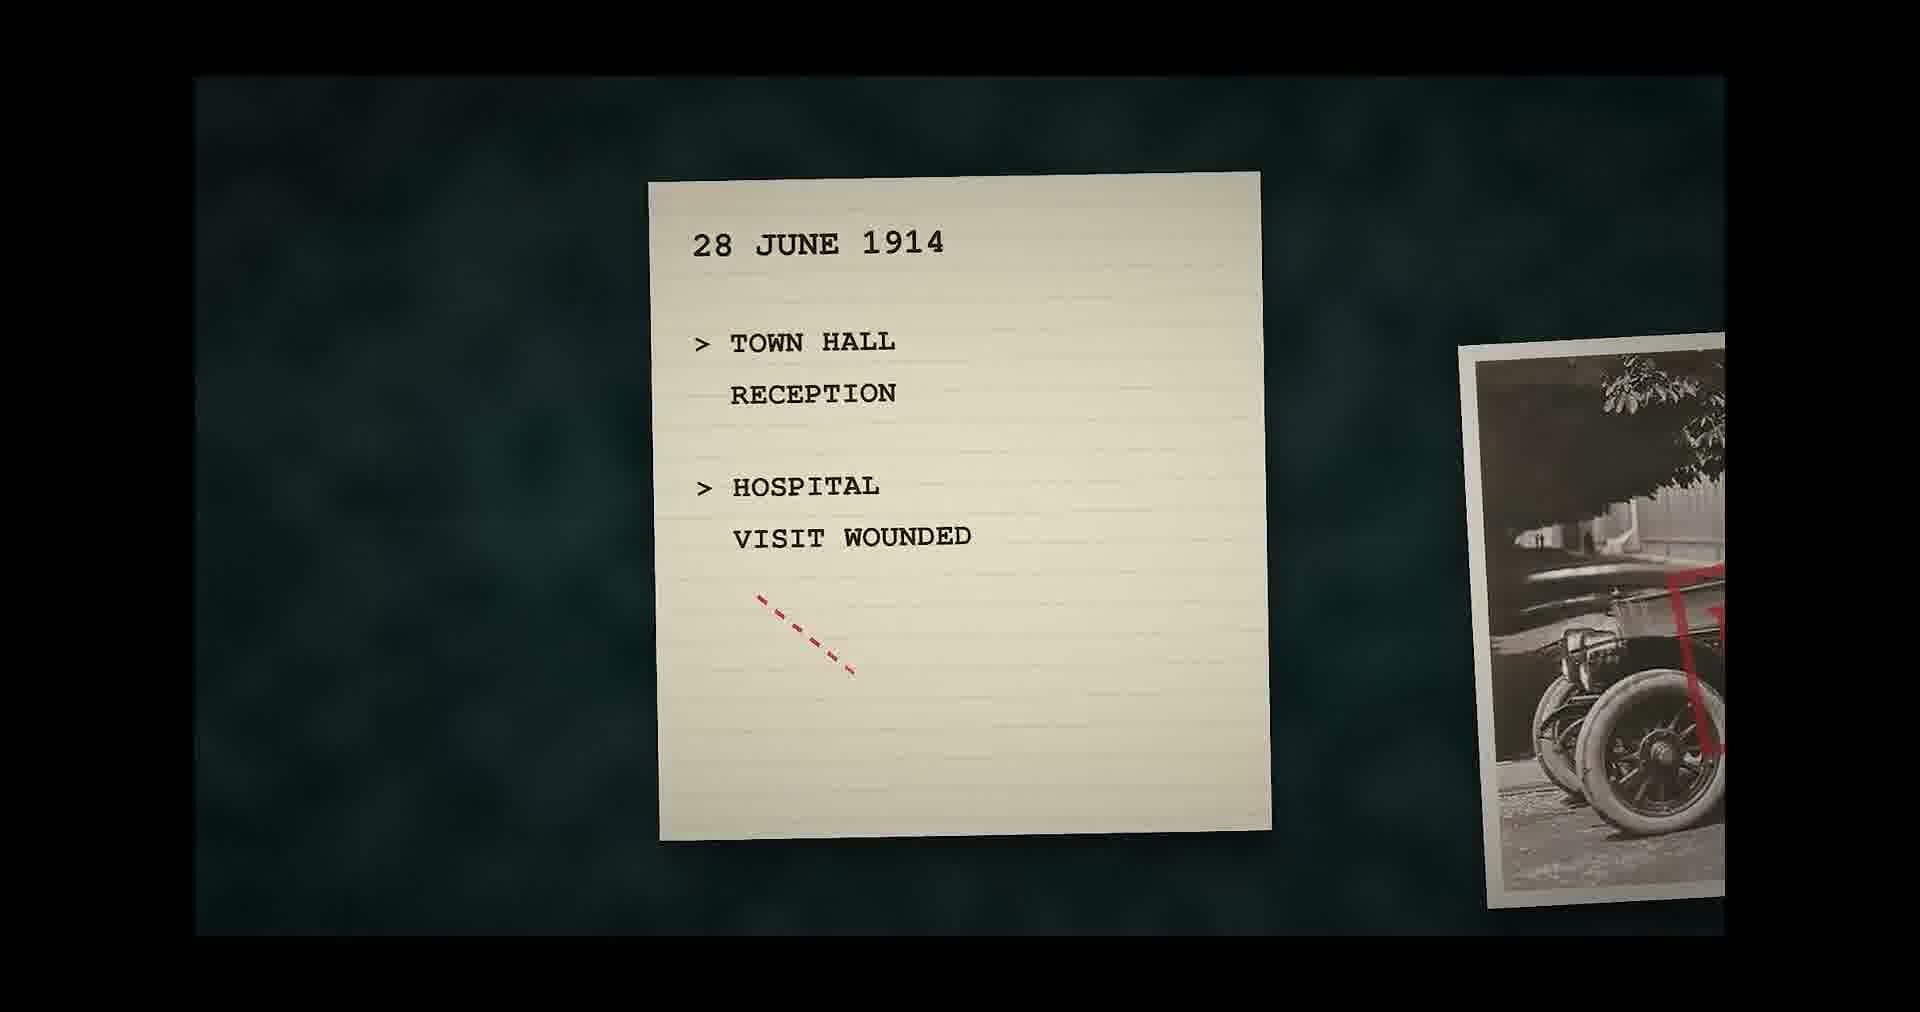 28 JUNE 1914
> TOWN HALL
RECEPTION
> HOSPITAL
VISIT WOUNDED